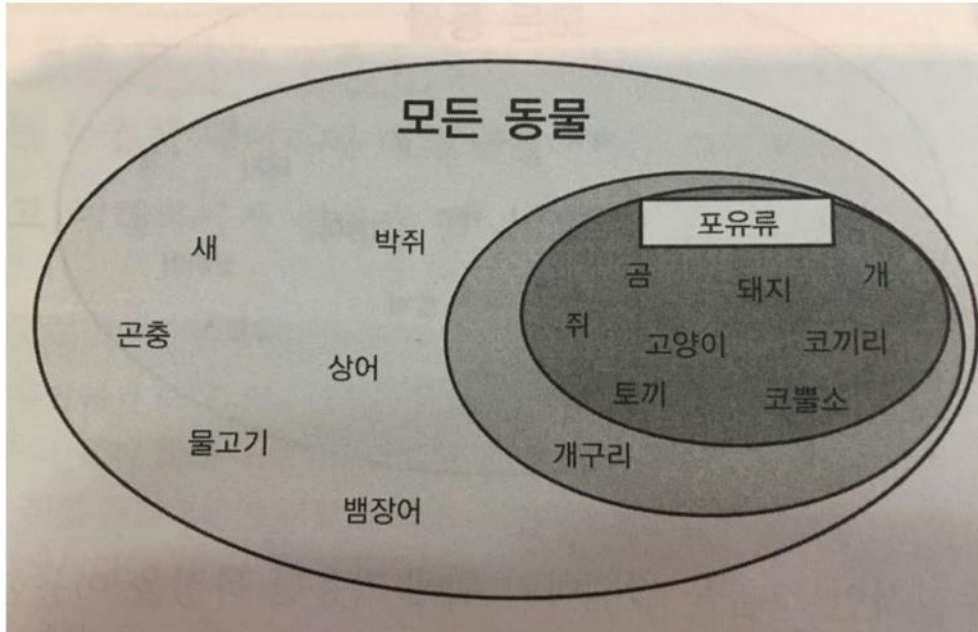 모든 동물
포유류
새
박쥐
곰
돼지
개
곤충
쥐
고양이
코끼리
상어
토끼
코뿔소
물고기
개구리
뱀장어